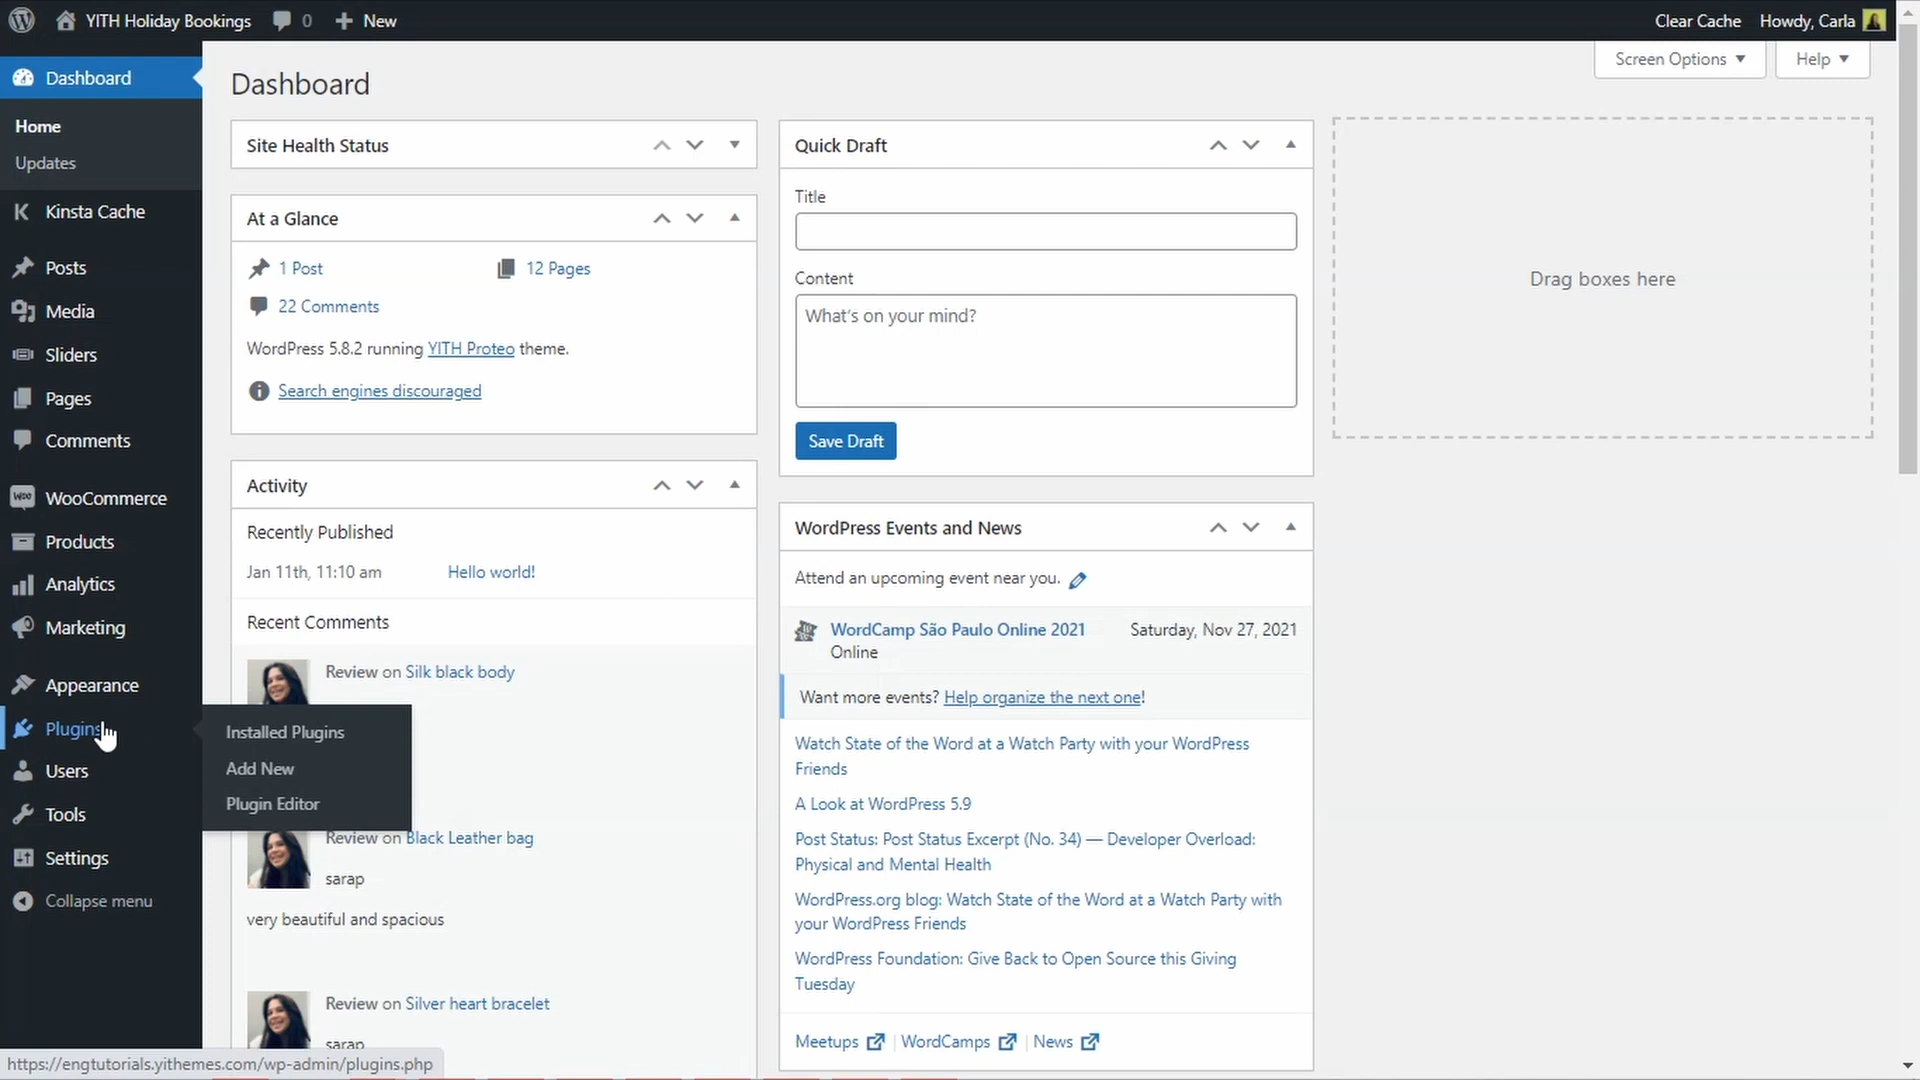 YITH Holiday Bookings
0
New
Clear Cache
Howdy, Carla
Dashboard
Home
Updates
Kinsta Cache
Posts
Media
Sliders
Pages
Comments
WooCommerce
Products
Analytics
Marketing
Appearance
Plugins
Users
Tools
Settings
Collapse menu
Installed Plugins
Add New
Plugin Editor
Screen Options
Help
Dashboard
Site Health Status
At a Glance
1 Post
12 Pages
22 Comments
WordPress 5.8.2 running YITH Proteo theme.
Search engines discouraged
Activity
Recently Published
Jan 11th, 11:10 am Hello world!
Recent Comments
Review on Silk black body
Review on Black Leather bag
sarap
very beautiful and spacious
Review on Silver heart bracelet
sarap
Quick Draft
Title
Content
What's on your mind?
Save Draft
WordPress Events and News
Attend an upcoming event near you.
WordCamp São Paulo Online 2021 Saturday, Nov 27, 2021
Online
Want more events? Help organize the next one!
Watch State of the Word at a Watch Party with your WordPress
Friends
A Look at WordPress 5.9
Post Status: Post Status Excerpt (No. 34) — Developer Overload:
Physical and Mental Health
WordPress.org blog: Watch State of the Word at a Watch Party with
your WordPress Friends
WordPress Foundation: Give Back to Open Source this Giving
Tuesday
Meetups | WordCamps | News
Drag boxes here
https://engtutorials.yithemes.com/wp-admin/plugins.php